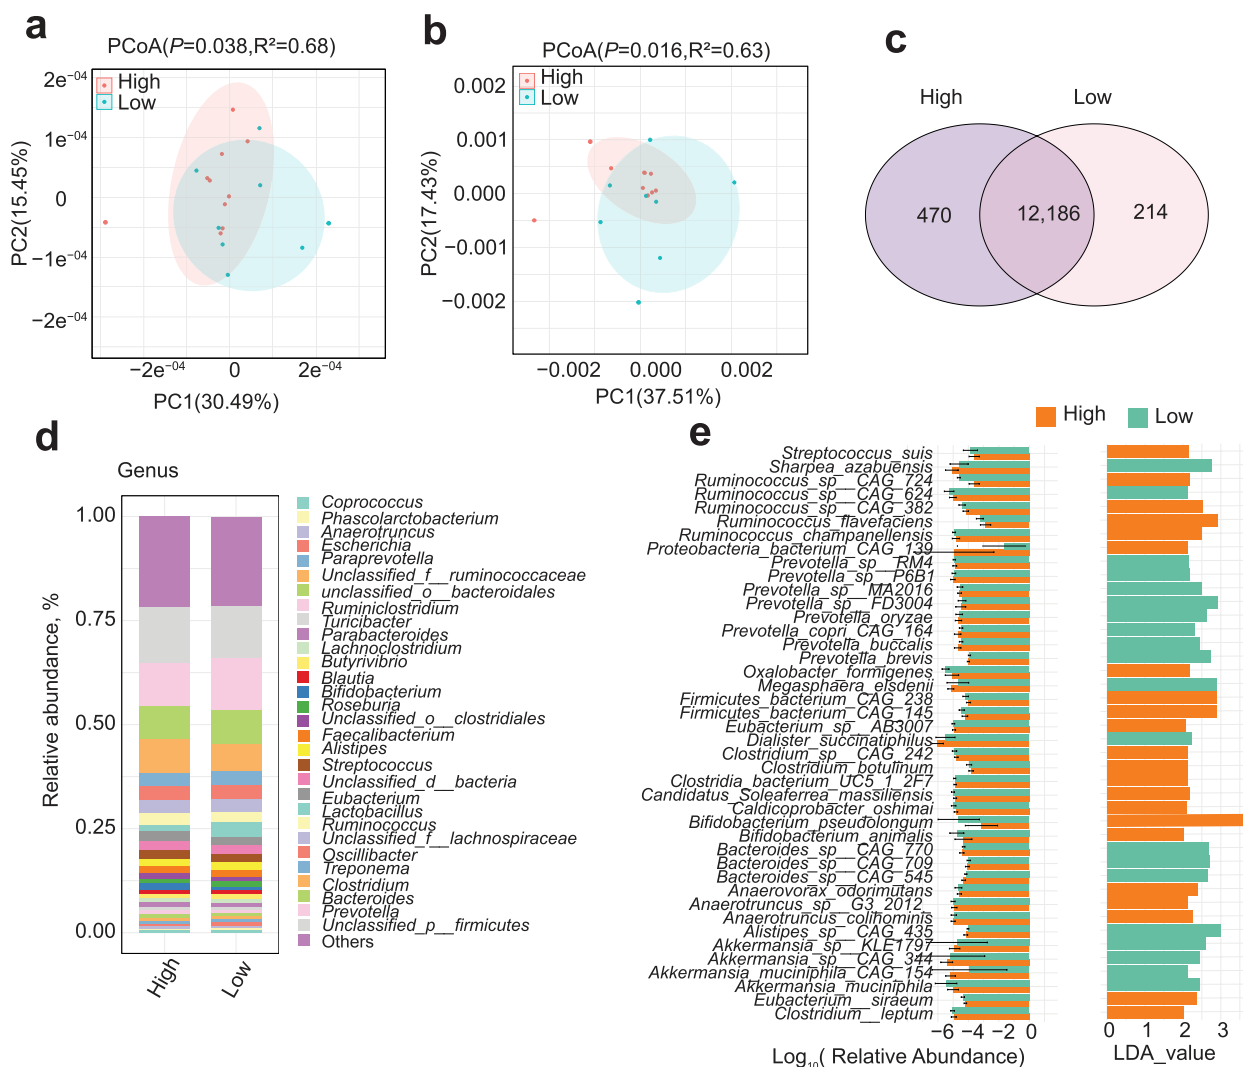 a
PCoA(P=0.038,R²=0.68)
High
Low
2e⁻⁰⁴
1e⁻⁰⁴
0
−1e⁻⁰⁴
−2e⁻⁰⁴
PC2(15.45%)
−2e⁻⁰⁴ 0 2e⁻⁰⁴
PC1(30.49%)
b
PCoA(P=0.016,R²=0.63)
High
Low
0.002
0.001
0.000
−0.001
−0.002
PC2(17.43%)
−0.002 0.000 0.002
PC1(37.51%)
c
High Low
470 12,186 214
d
Genus
1.00
0.75
0.50
0.25
0.00
Relative abundance, %
High Low
Coprococcus
Phascolarctobacterium
Anaerotruncus
Escherichia
Paraprevotella
Unclassified_f__ruminococcaceae
unclassified_o__bacteroidales
Ruminiclostridium
Turicibacter
Parabacteroides
Lachnoclostridium
Butyrivibrio
Blautia
Bifidobacterium
Roseburia
Unclassified_o__clostridiales
Faecalibacterium
Alistipes
Streptococcus
Unclassified_d__bacteria
Eubacterium
Lactobacillus
Ruminococcus
Unclassified_f__lachnospiraceae
Oscillibacter
Treponema
Clostridium
Bacteroides
Prevotella
Unclassified_p__firmicutes
Others
e
High Low
Streptococcus_suis
Sharpea_azabuensis
Ruminococcus_sp__CAG_724
Ruminococcus_sp__CAG_624
Ruminococcus_sp__CAG_382
Ruminococcus_flavefaciens
Ruminococcus_champanellensis
Proteobacteria_bacterium_CAG_139
Prevotella_sp__RM4
Prevotella_sp__P6B1
Prevotella_sp__MA2016
Prevotella_sp__FD3004
Prevotella_oryzae
Prevotella_copri_CAG_164
Prevotella_buccalis
Prevotella_brevis
Oxalobacter_formigenes
Megasphaera_elsdenii
Firmicutes_bacterium_CAG_238
Firmicutes_bacterium_CAG_145
Eubacterium_sp__AB3007
Dialister_succinatiphilus
Clostridium_sp__CAG_242
Clostridium_botulinum
Clostridia_bacterium_UC5_1_2F7
Candidatus_Soleaferrea_massiliensis
Caldicoprobacter_oshimai
Bifidobacterium_pseudolongum
Bifidobacterium_animalis
Bacteroides_sp__CAG_770
Bacteroides_sp__CAG_709
Bacteroides_sp__CAG_545
Anaerovorax_odorimutans
Anaerotruncus_sp__G3_2012_
Anaerotruncus_colihominis
Alistipes_sp__CAG_435
Akkermansia_sp__KLE1797
Akkermansia_sp__CAG_344
Akkermansia_muciniphila_CAG_154
Akkermansia_muciniphila
Eubacterium__siraeum
Clostridium__leptum
−6 −4 −2 0
Log₁₀( Relative Abundance)
0 1 2 3
LDA_value